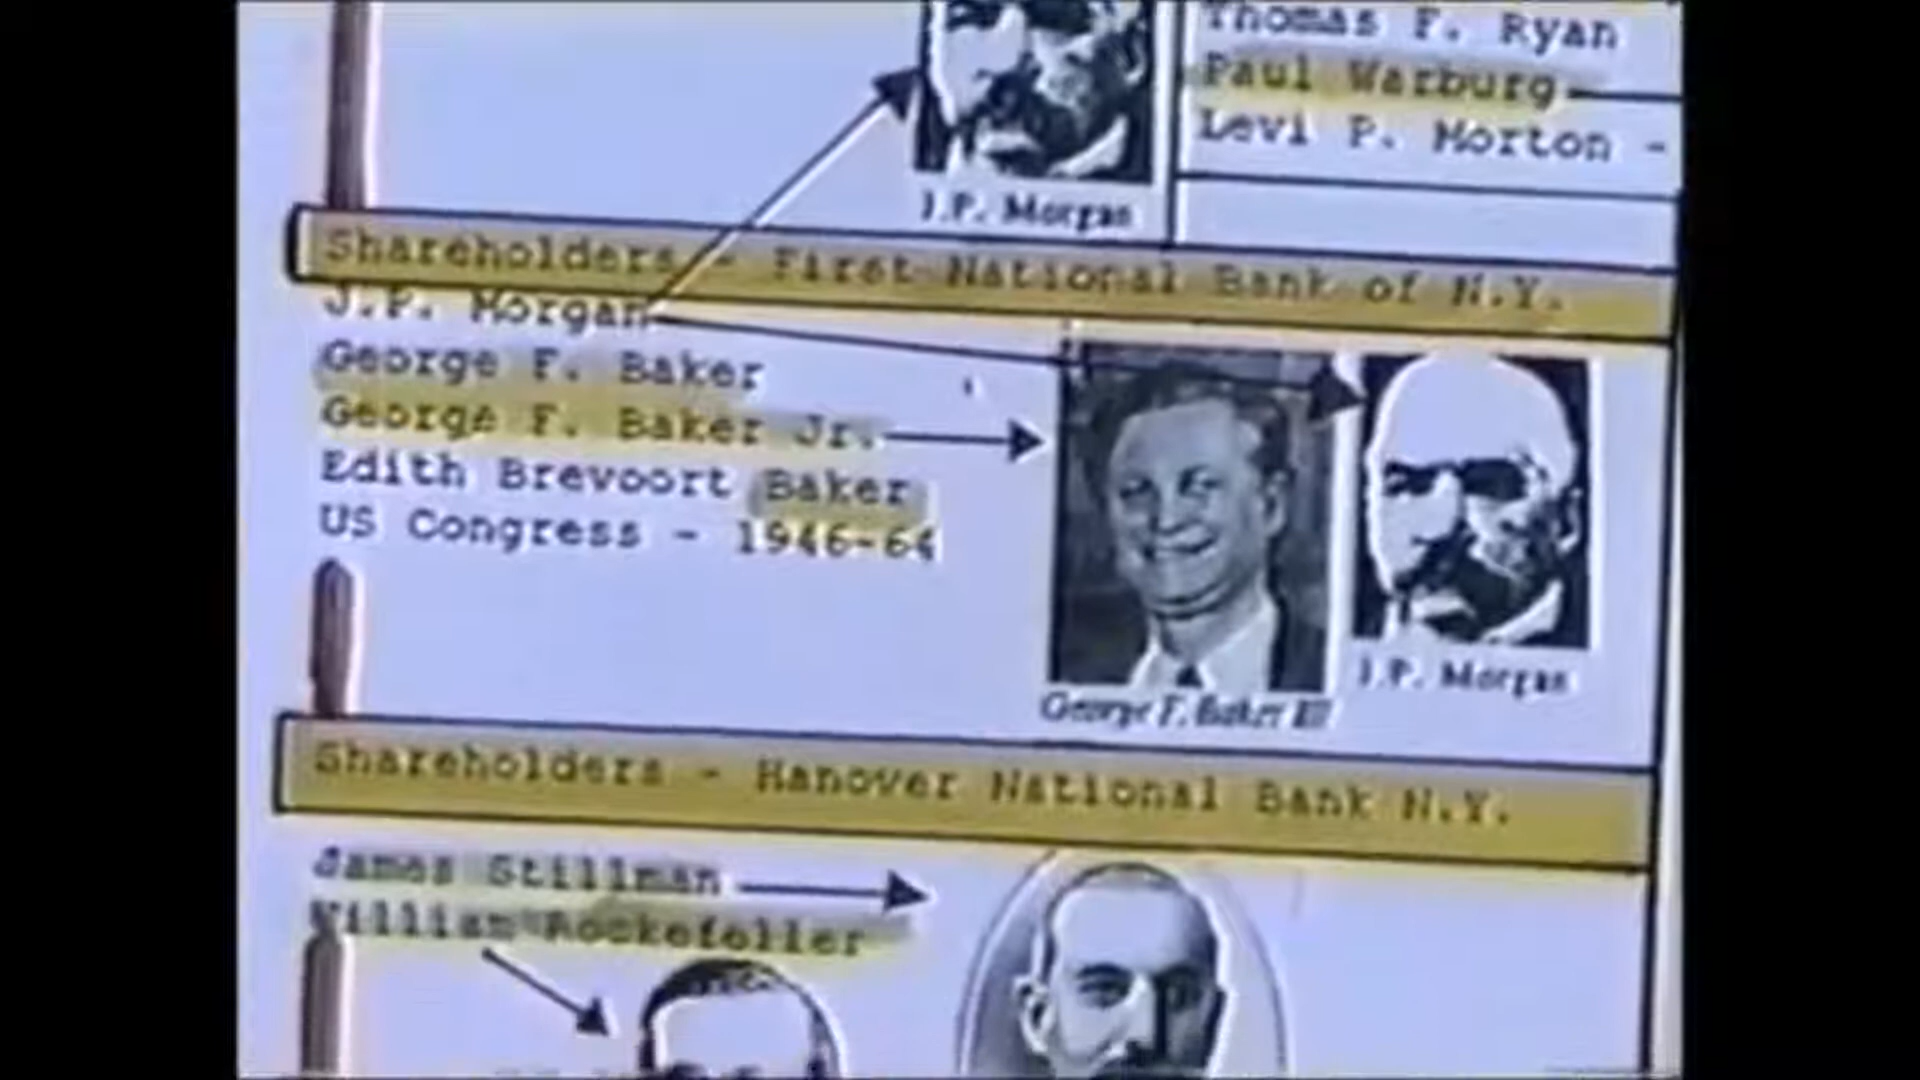 Thomas F. Ryan
Paul Warburg
Levi P. Morton -
J.P. Morgan
Shareholders - First National Bank of N.Y.
J.P. Morgan
George F. Baker
George F. Baker Jr.
Edith Brevoort Baker
US Congress - 1946-64
George F. Baker III
J.P. Morgan
Shareholders - Hanover National Bank N.Y.
James Stillman
William Rockefeller